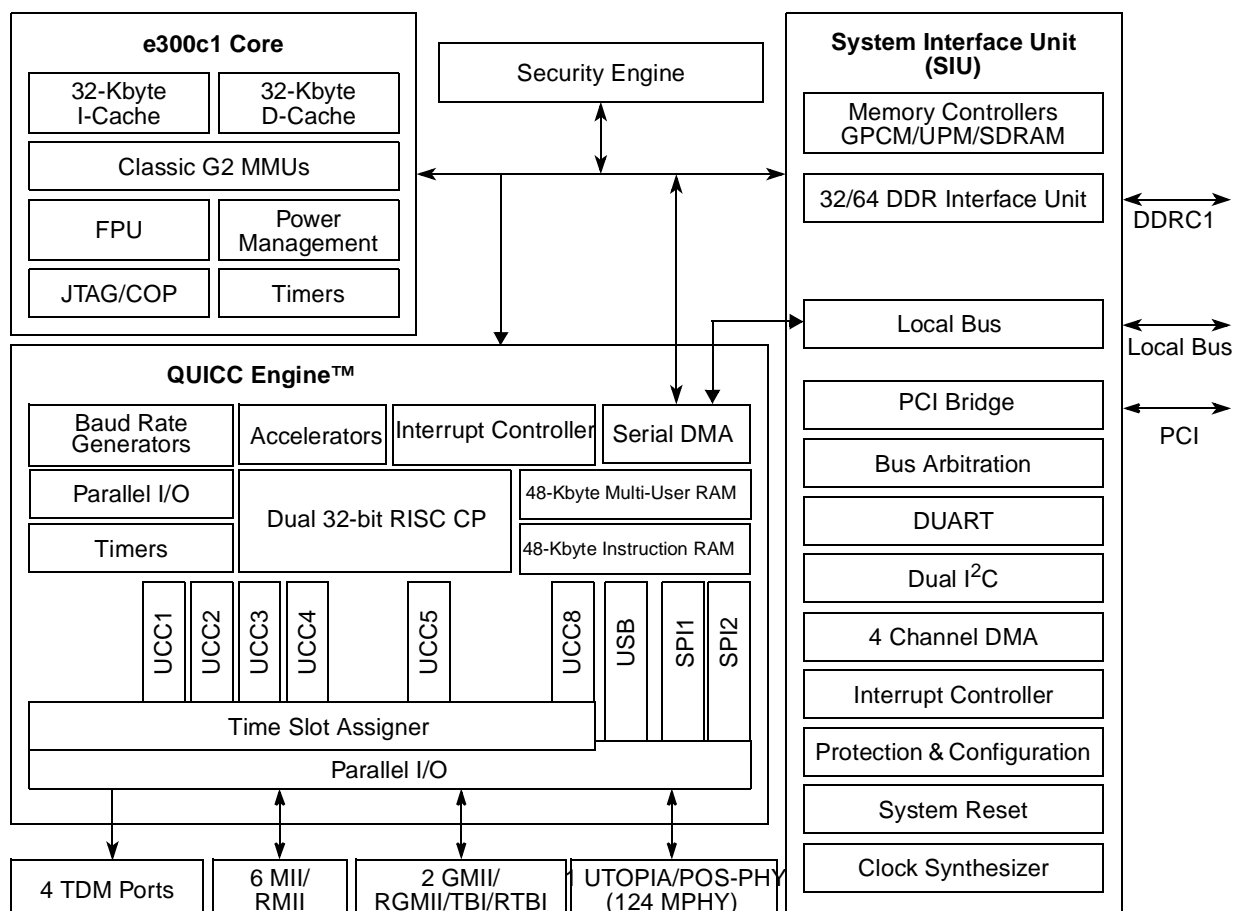 e300c1 Core
32-Kbyte
I-Cache
32-Kbyte
D-Cache
Classic G2 MMUs
FPU
Power
Management
JTAG/COP
Timers
Security Engine
System Interface Unit
(SIU)
Memory Controllers
GPCM/UPM/SDRAM
32/64 DDR Interface Unit
DDRC1
Local Bus
Local Bus
PCI Bridge
PCI
Bus Arbitration
DUART
Dual I²C
4 Channel DMA
Interrupt Controller
Protection & Configuration
System Reset
Clock Synthesizer
QUICC Engine™
Baud Rate
Generators
Accelerators
Interrupt Controller
Serial DMA
Parallel I/O
Dual 32-bit RISC CP
48-Kbyte Multi-User RAM
Timers
48-Kbyte Instruction RAM
UCC1
UCC2
UCC3
UCC4
UCC5
UCC8
USB
SPI1
SPI2
Time Slot Assigner
Parallel I/O
4 TDM Ports
6 MII/
RMII
2 GMII/
RGMII/TBI/RTBI
1 UTOPIA/POS-PHY
(124 MPHY)